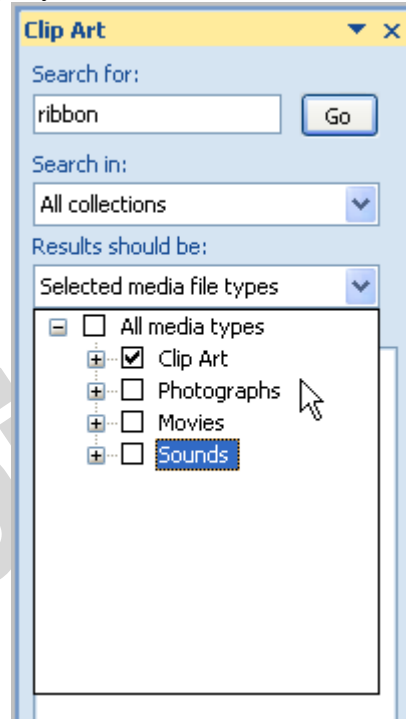 Clip Art
Search for:
ribbon
Go
Search in:
All collections
Results should be:
Selected media file types
All media types
Clip Art
Photographs
Movies
Sounds